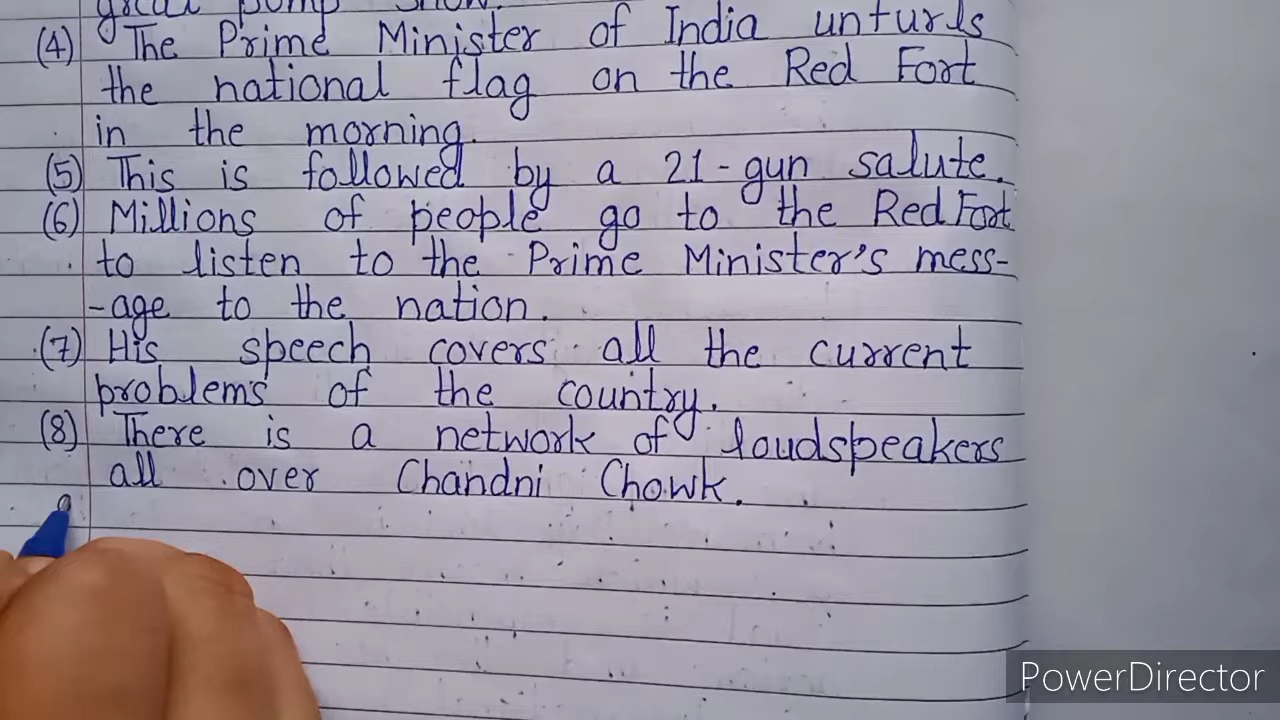 great pomp show.
(4) The Prime Minister of India unfurls
the national flag on the Red Fort
in the morning.
(5) This is followed by a 21-gun salute.
(6) Millions of people go to the Red Fort
to listen to the Prime Minister's mess-
-age to the nation.
(7) His speech covers all the current
problems of the country.
(8) There is a network of loudspeakers
all over Chandni Chowk.
PowerDirector